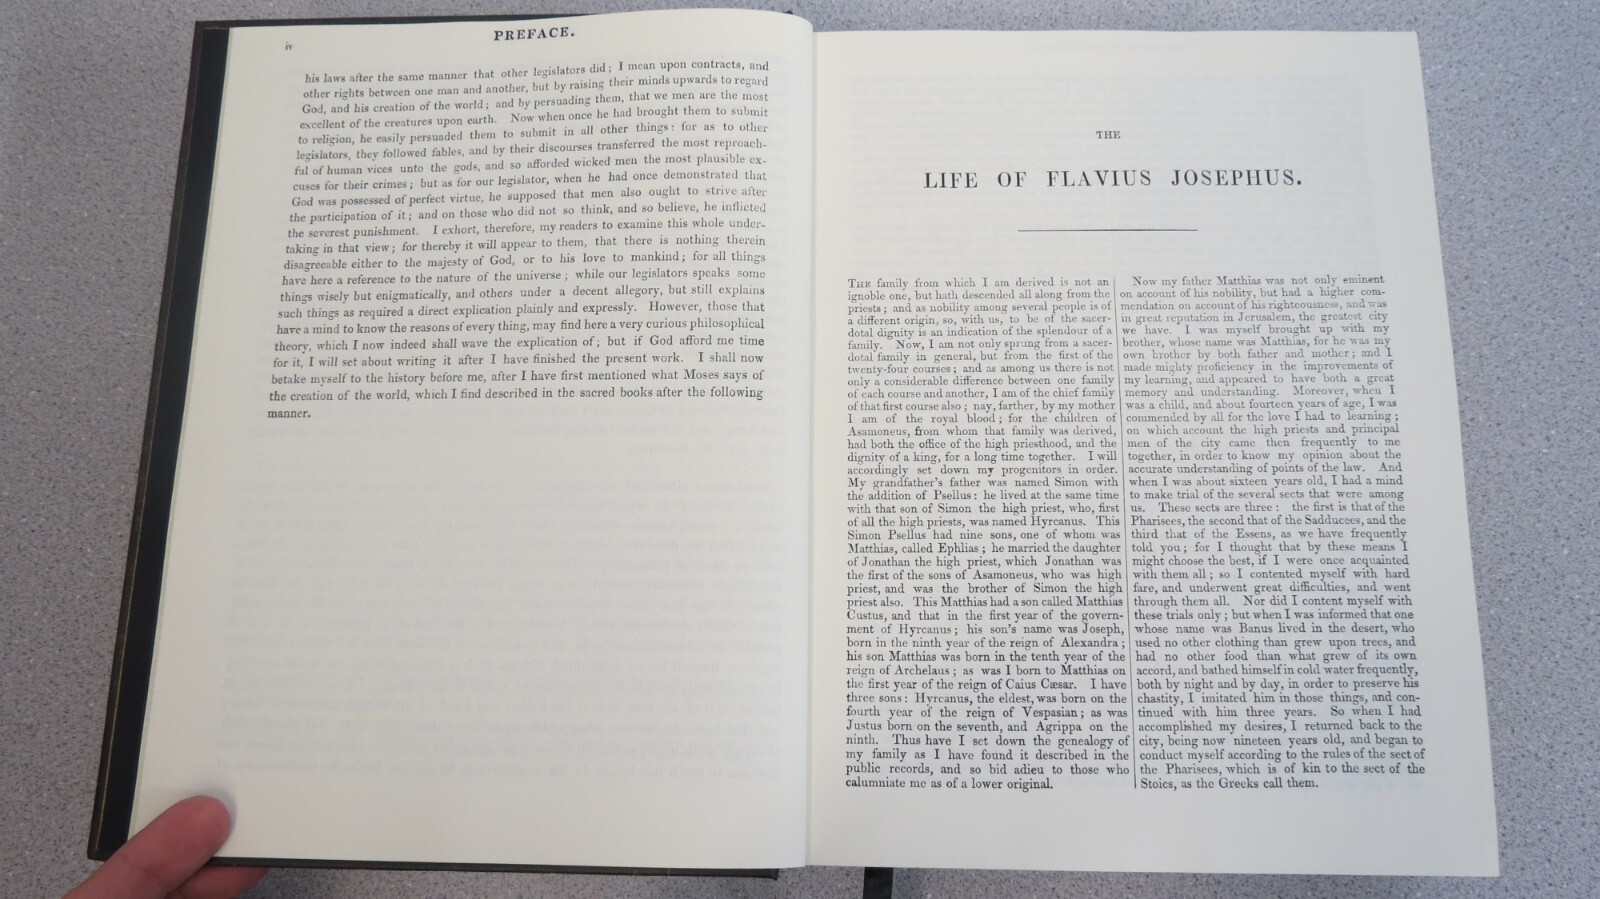 iv
PREFACE.
his laws after the same manner that other legislators did; I mean upon contracts, and
other rights between one man and another, but by raising their minds upwards to regard
God, and his creation of the world; and by persuading them, that we men are the most
excellent of the creatures upon earth. Now when once he had brought them to submit
to religion, he easily persuaded them to submit in all other things: for as to other
legislators, they followed fables, and by their discourses transferred the most reproach-
ful of human vices unto the gods, and so afforded wicked men the most plausible ex-
cuses for their crimes; but as for our legislator, when he had once demonstrated that
God was possessed of perfect virtue, he supposed that men also ought to strive after
the participation of it; and on those who did not so think, and so believe, he inflicted
the severest punishment. I exhort, therefore, my readers to examine this whole under-
taking in that view; for thereby it will appear to them, that there is nothing therein
disagreeable either to the majesty of God, or to his love to mankind; for all things
have here a reference to the nature of the universe; while our legislators speaks some
things wisely but enigmatically, and others under a decent allegory, but still explains
such things as required a direct explication plainly and expressly. However, those that
have a mind to know the reasons of every thing, may find here a very curious philosophical
theory, which I now indeed shall wave the explication of; but if God afford me time
for it, I will set about writing it after I have finished the present work. I shall now
betake myself to the history before me, after I have first mentioned what Moses says of
the creation of the world, which I find described in the sacred books after the following
manner.
THE
LIFE OF FLAVIUS JOSEPHUS.
THE family from which I am derived is not an
ignoble one, but hath descended all along from the
priests; and as nobility among several people is of
a different origin, so, with us, to be of the sacer-
dotal dignity is an indication of the splendour of a
family. Now, I am not only sprung from a sacer-
dotal family in general, but from the first of the
twenty-four courses; and as among us there is not
only a considerable difference between one family
of each course and another, I am of the chief family
of that first course also; nay, farther, by my mother
I am of the royal blood; for the children of
Asamoneus, from whom that family was derived,
had both the office of the high priesthood, and the
dignity of a king, for a long time together. I will
accordingly set down my progenitors in order.
My grandfather's father was named Simon with
the addition of Psellus: he lived at the same time
with that son of Simon the high priest, who, first
of all the high priests, was named Hyrcanus. This
Simon Psellus had nine sons, one of whom was
Matthias, called Ephlias; he married the daughter
of Jonathan the high priest, which Jonathan was
the first of the sons of Asamoneus, who was high
priest, and was the brother of Simon the high
priest also. This Matthias had a son called Matthias
Custus, and that in the first year of the govern-
ment of Hyrcanus; his son's name was Joseph,
born in the ninth year of the reign of Alexandra;
his son Matthias was born in the tenth year of the
reign of Archelaus; as was I born to Matthias on
the first year of the reign of Caius Cæsar. I have
three sons: Hyrcanus, the eldest, was born on the
fourth year of the reign of Vespasian; as was
Justus born on the seventh, and Agrippa on the
ninth. Thus have I set down the genealogy of
my family as I have found it described in the
public records, and so bid adieu to those who
calumniate me as of a lower original.
Now my father Matthias was not only eminent
on account of his nobility, but had a higher com-
mendation on account of his righteousness, and was
in great reputation in Jerusalem, the greatest city
we have. I was myself brought up with my
brother, whose name was Matthias, for he was my
own brother by both father and mother; and I
made mighty proficiency in the improvements of
my learning, and appeared to have both a great
memory and understanding. Moreover, when I
was a child, and about fourteen years of age, I was
commended by all for the love I had to learning;
on which account the high priests and principal
men of the city came then frequently to me
together, in order to know my opinion about the
accurate understanding of points of the law. And
when I was about sixteen years old, I had a mind
to make trial of the several sects that were among
us. These sects are three: the first is that of the
Pharisees, the second that of the Sadducees, and the
third that of the Essens, as we have frequently
told you; for I thought that by these means I
might choose the best, if I were once acquainted
with them all; so I contented myself with hard
fare, and underwent great difficulties, and went
through them all. Nor did I content myself with
these trials only; but when I was informed that one
whose name was Banus lived in the desert, who
used no other clothing than grew upon trees, and
had no other food than what grew of its own
accord, and bathed himself in cold water frequently,
both by night and by day, in order to preserve his
chastity, I imitated him in those things, and con-
tinued with him three years. So when I had
accomplished my desires, I returned back to the
city, being now nineteen years old, and began to
conduct myself according to the rules of the sect of
the Pharisees, which is of kin to the sect of the
Stoics, as the Greeks call them.